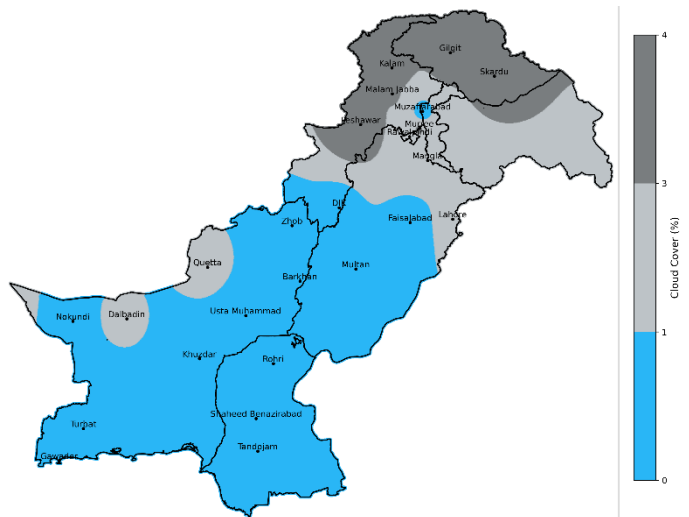 Gilgit
Kalam
Skardu
Malam Jabba
Muzaffarabad
Peshawar
Murree
Rawalpindi
Mangla
DIK
Zhob
Faisalabad
Lahore
Quetta
Multan
Barkhan
Nokundi
Dalbadin
Usta Muhammad
Khuzdar
Rohri
Shaheed Benazirabad
Turbat
Tandojam
Gawader
4
3
1
0
Cloud Cover (%)